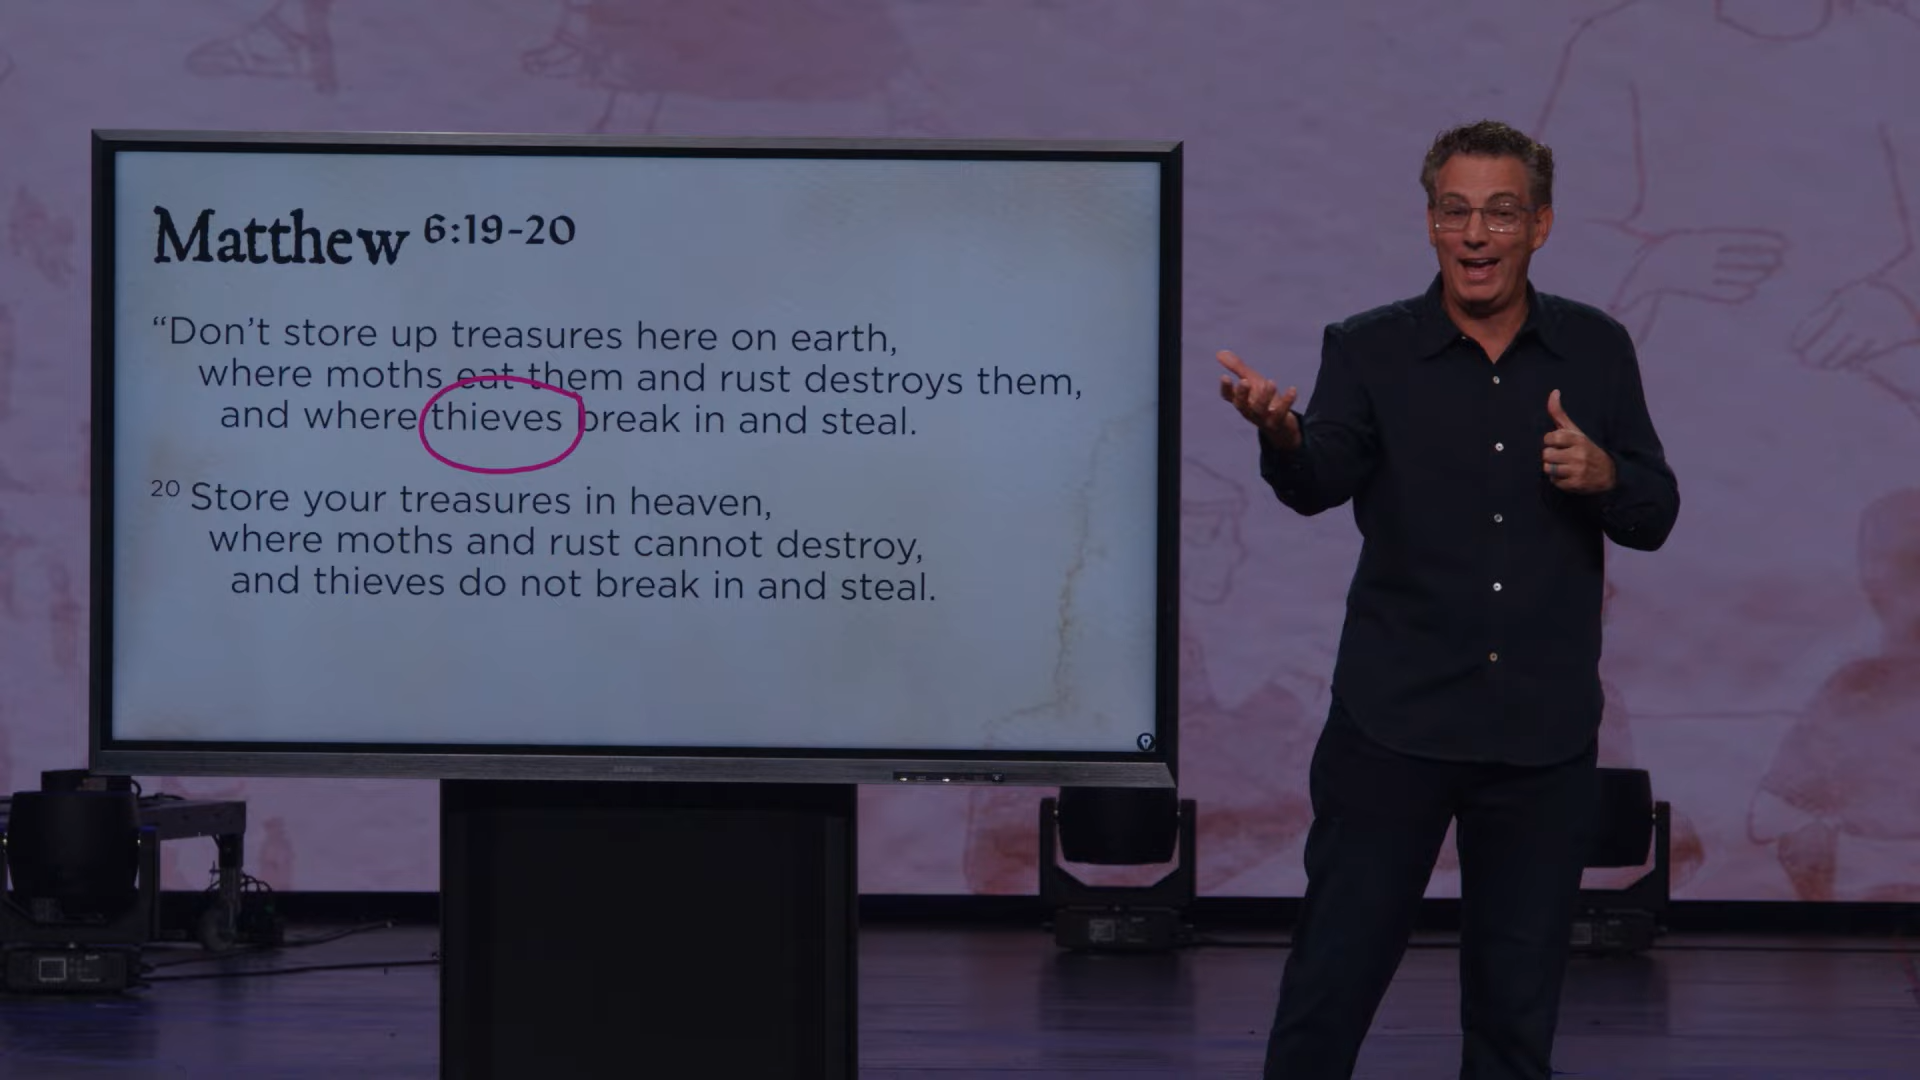 Matthew 6:19-20
“Don’t store up treasures here on earth,
where moths eat them and rust destroys them,
and where thieves break in and steal.
20 Store your treasures in heaven,
where moths and rust cannot destroy,
and thieves do not break in and steal.
SAMSUNG